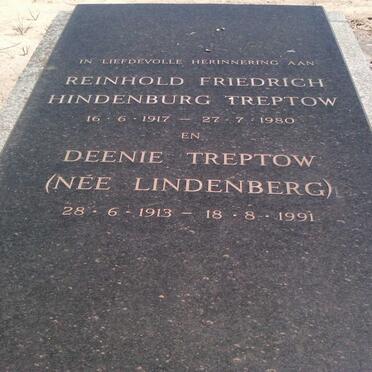 IN LIEFDEVOLLE HERINNERING AAN
REINHOLD FRIEDRICH
HINDENBURG TREPTOW
16 · 6 · 1917 — 27 · 7 · 1980
EN
DEENIE TREPTOW
(NÉE LINDENBERG)
28 · 6 · 1913 — 18 · 8 · 1991